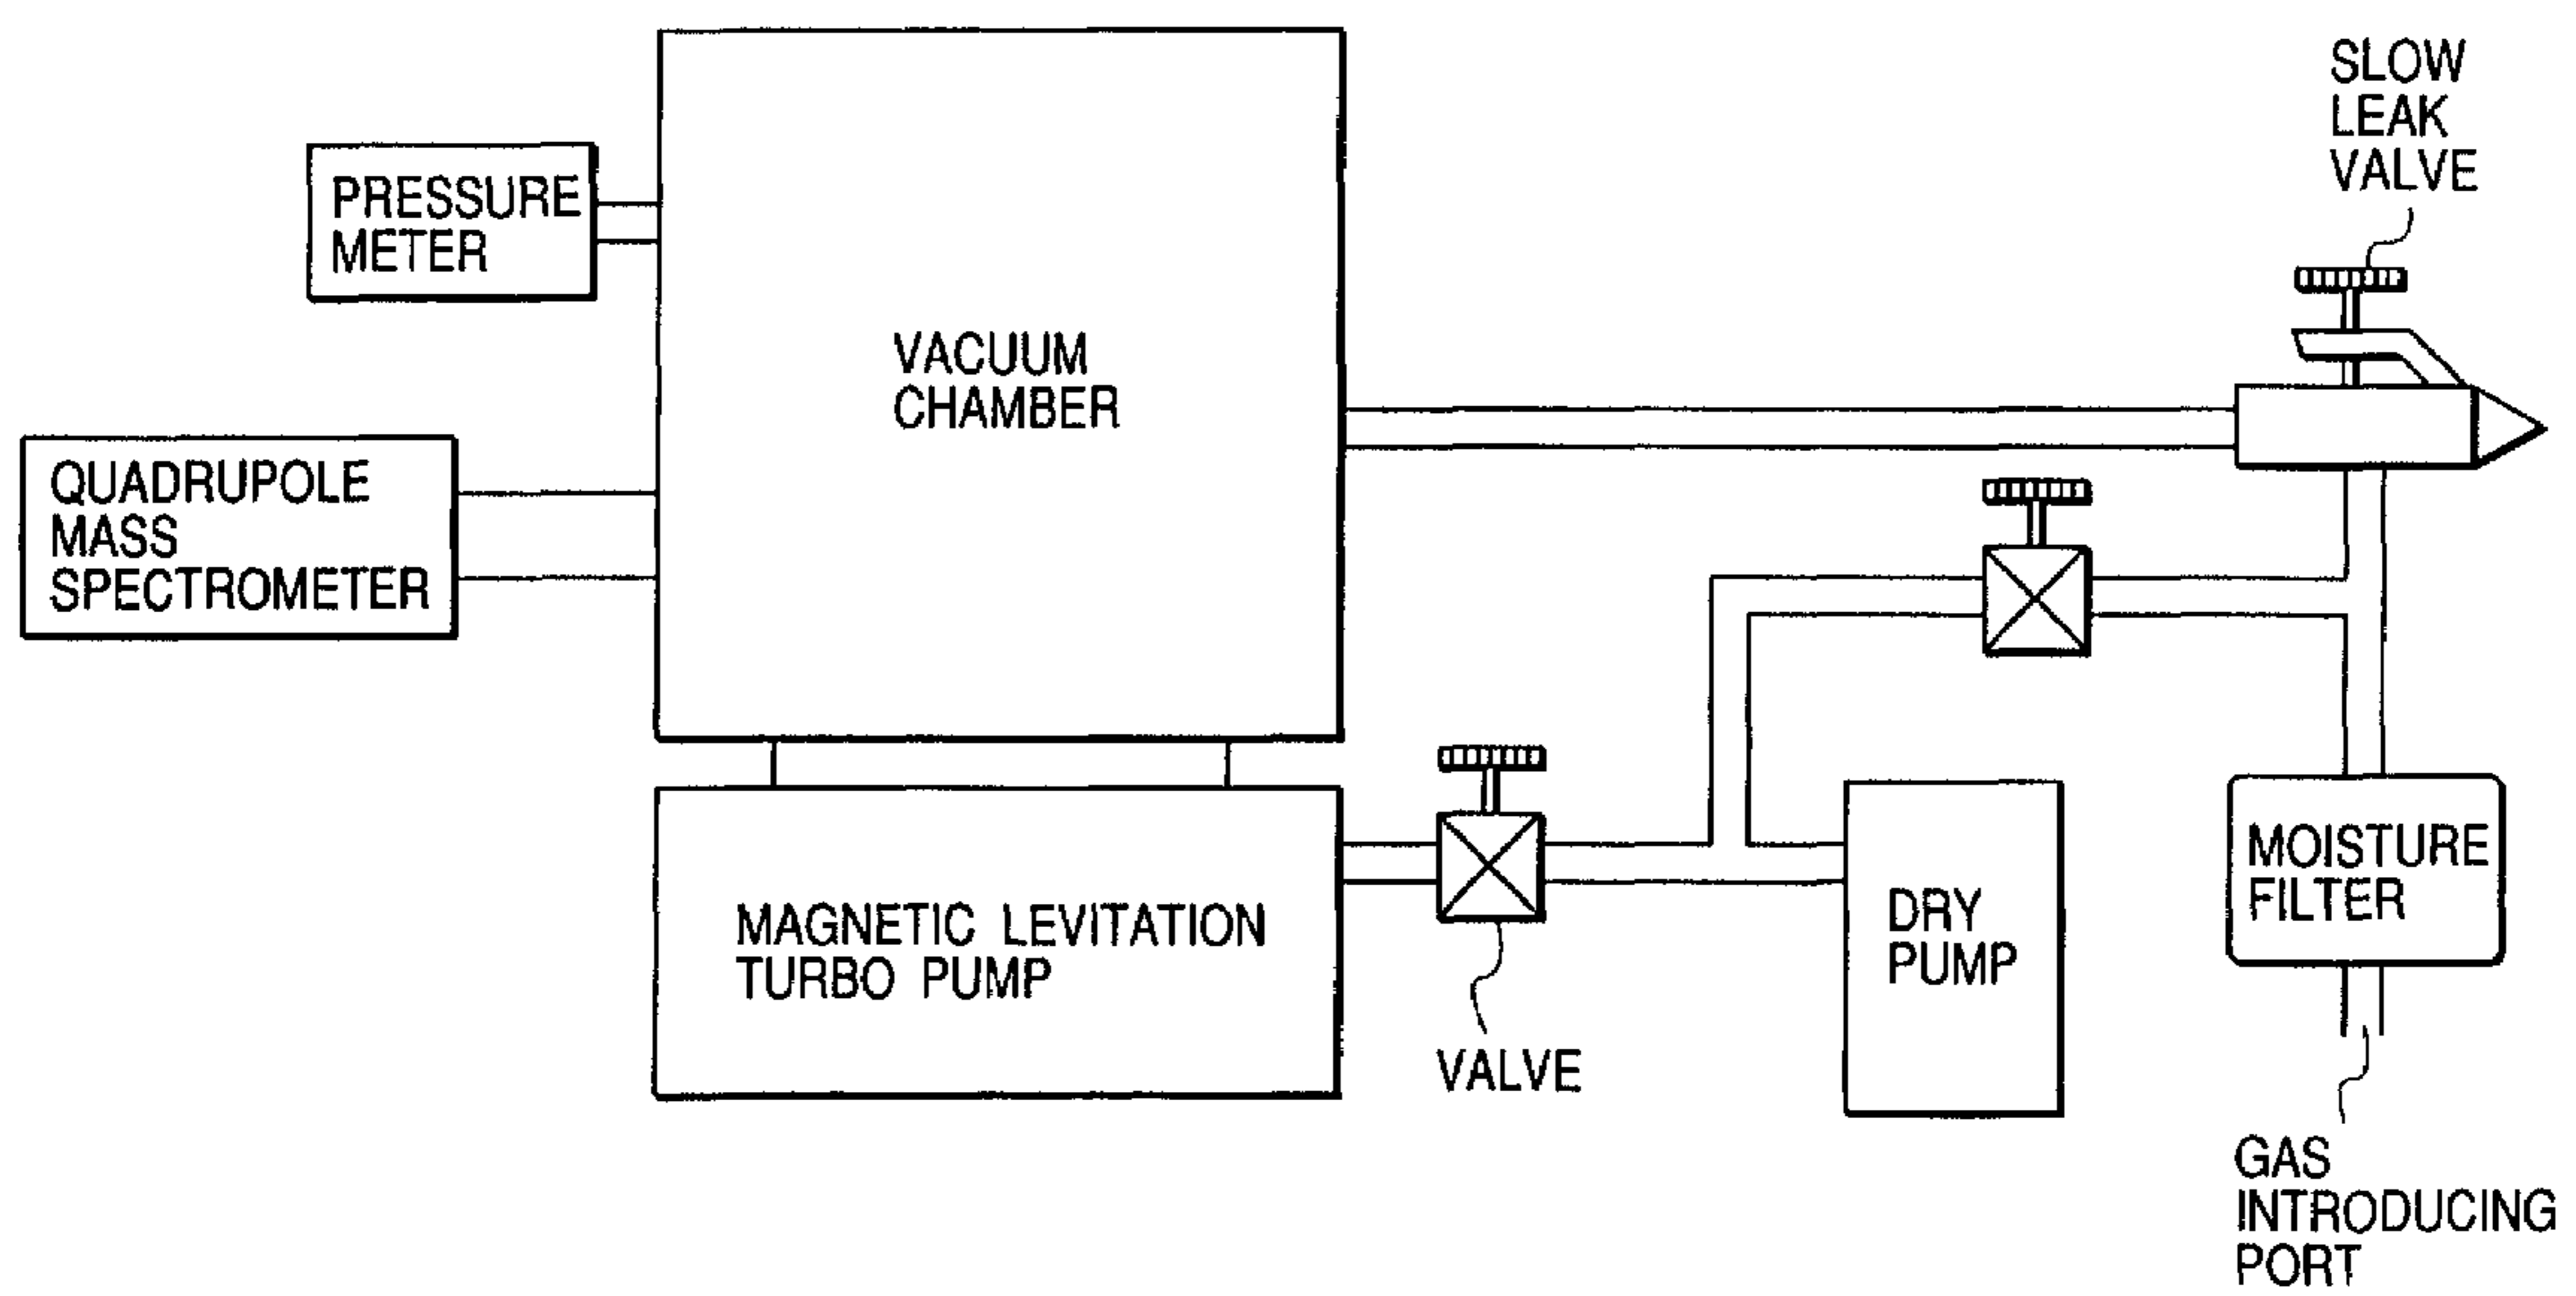 SLOW
LEAK
VALVE
PRESSURE
METER
VACUUM
CHAMBER
QUADRUPOLE
MASS
SPECTROMETER
MOISTURE
FILTER
DRY
PUMP
MAGNETIC LEVITATION
TURBO PUMP
VALVE
GAS
INTRODUCING
PORT